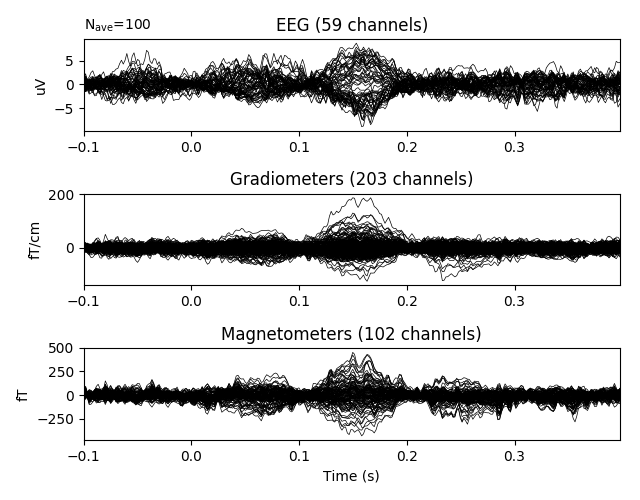 N_ave=100
EEG (59 channels)
5
0
−5
uV
−0.1 0.0 0.1 0.2 0.3
Gradiometers (203 channels)
200
0
fT/cm
−0.1 0.0 0.1 0.2 0.3
Magnetometers (102 channels)
500
250
0
−250
fT
−0.1 0.0 0.1 0.2 0.3
Time (s)